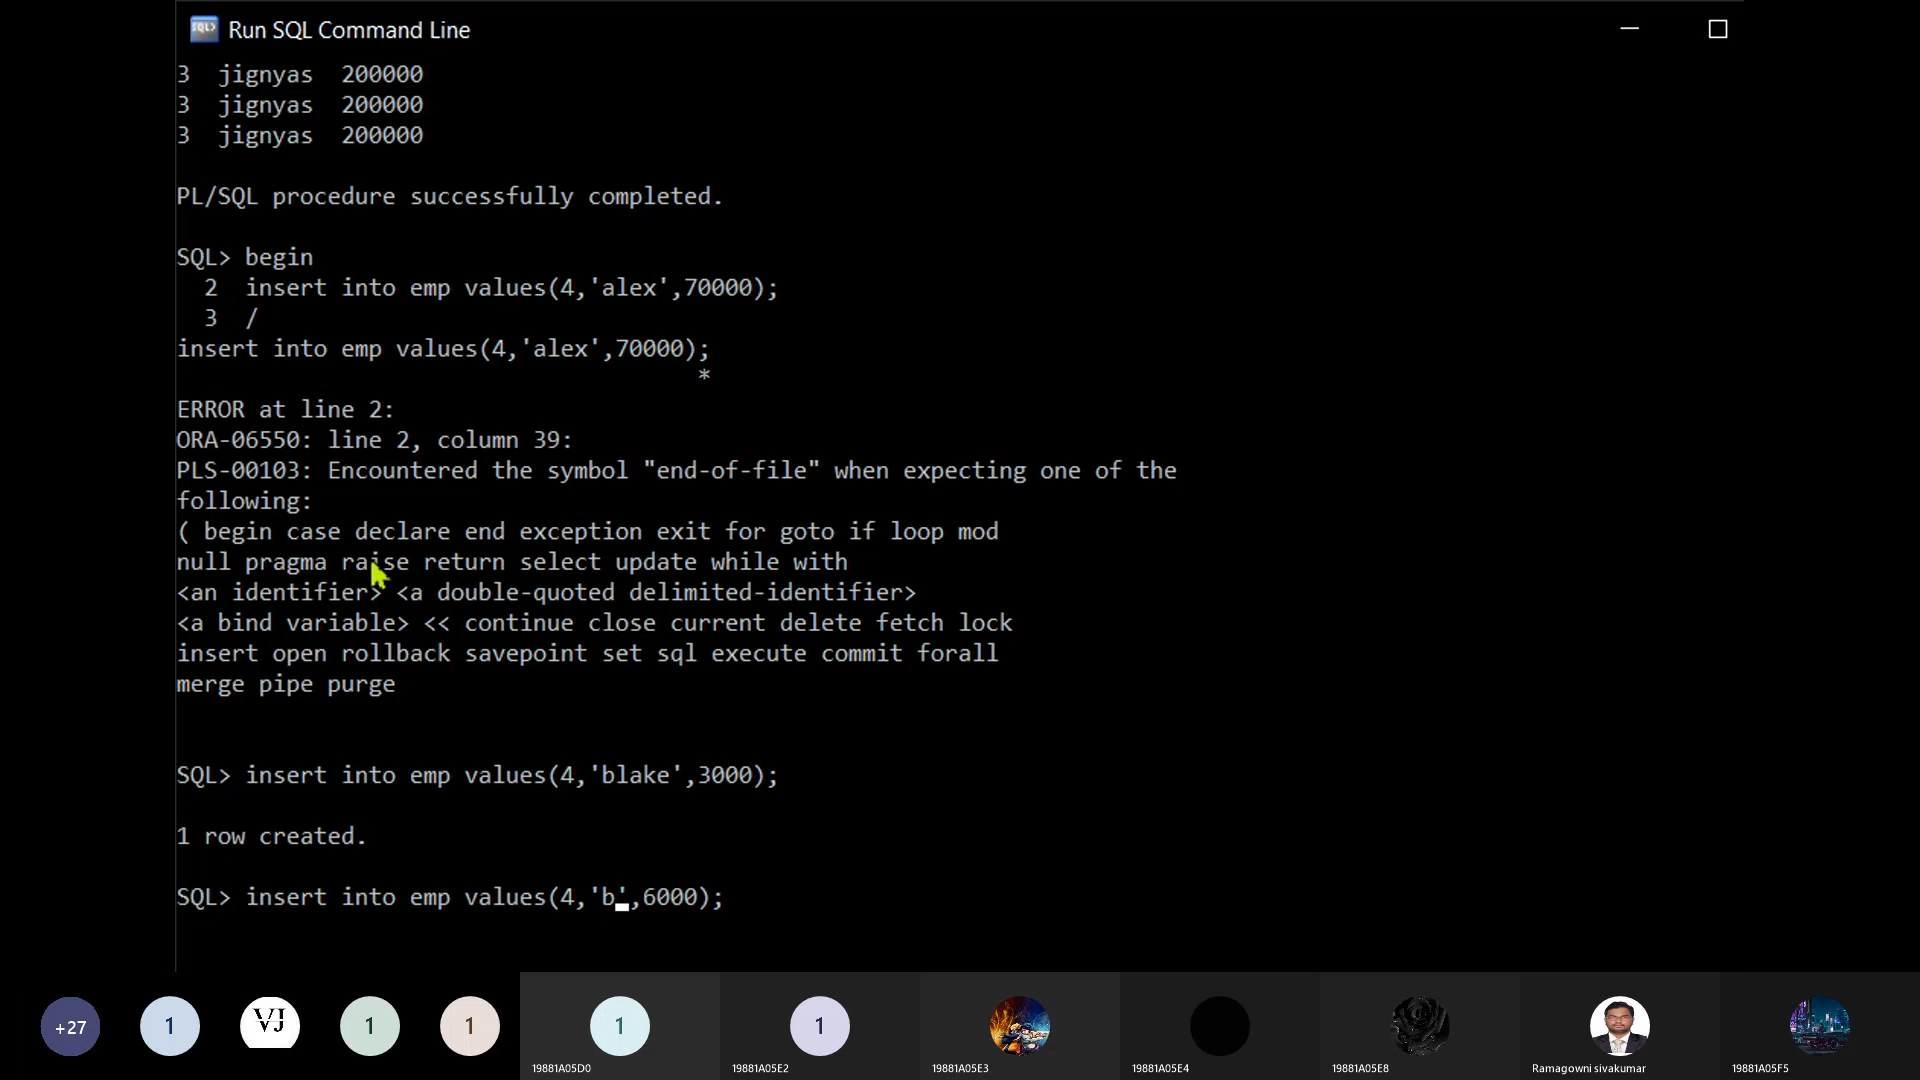 SQL> Run SQL Command Line
3  jignyas  200000
3  jignyas  200000
3  jignyas  200000
PL/SQL procedure successfully completed.
SQL> begin
  2  insert into emp values(4,'alex',70000);
  3  /
insert into emp values(4,'alex',70000);
*
ERROR at line 2:
ORA-06550: line 2, column 39:
PLS-00103: Encountered the symbol "end-of-file" when expecting one of the
following:
( begin case declare end exception exit for goto if loop mod
null pragma raise return select update while with
<an identifier> <a double-quoted delimited-identifier>
<a bind variable> << continue close current delete fetch lock
insert open rollback savepoint set sql execute commit forall
merge pipe purge
SQL> insert into emp values(4,'blake',3000);
1 row created.
SQL> insert into emp values(4,'b',6000);
+27 1 VJ 1 1 1 1
19881A05D0 19881A05E2 19881A05E3 19881A05E4 19881A05E8 Ramagowni sivakumar 19881A05F5